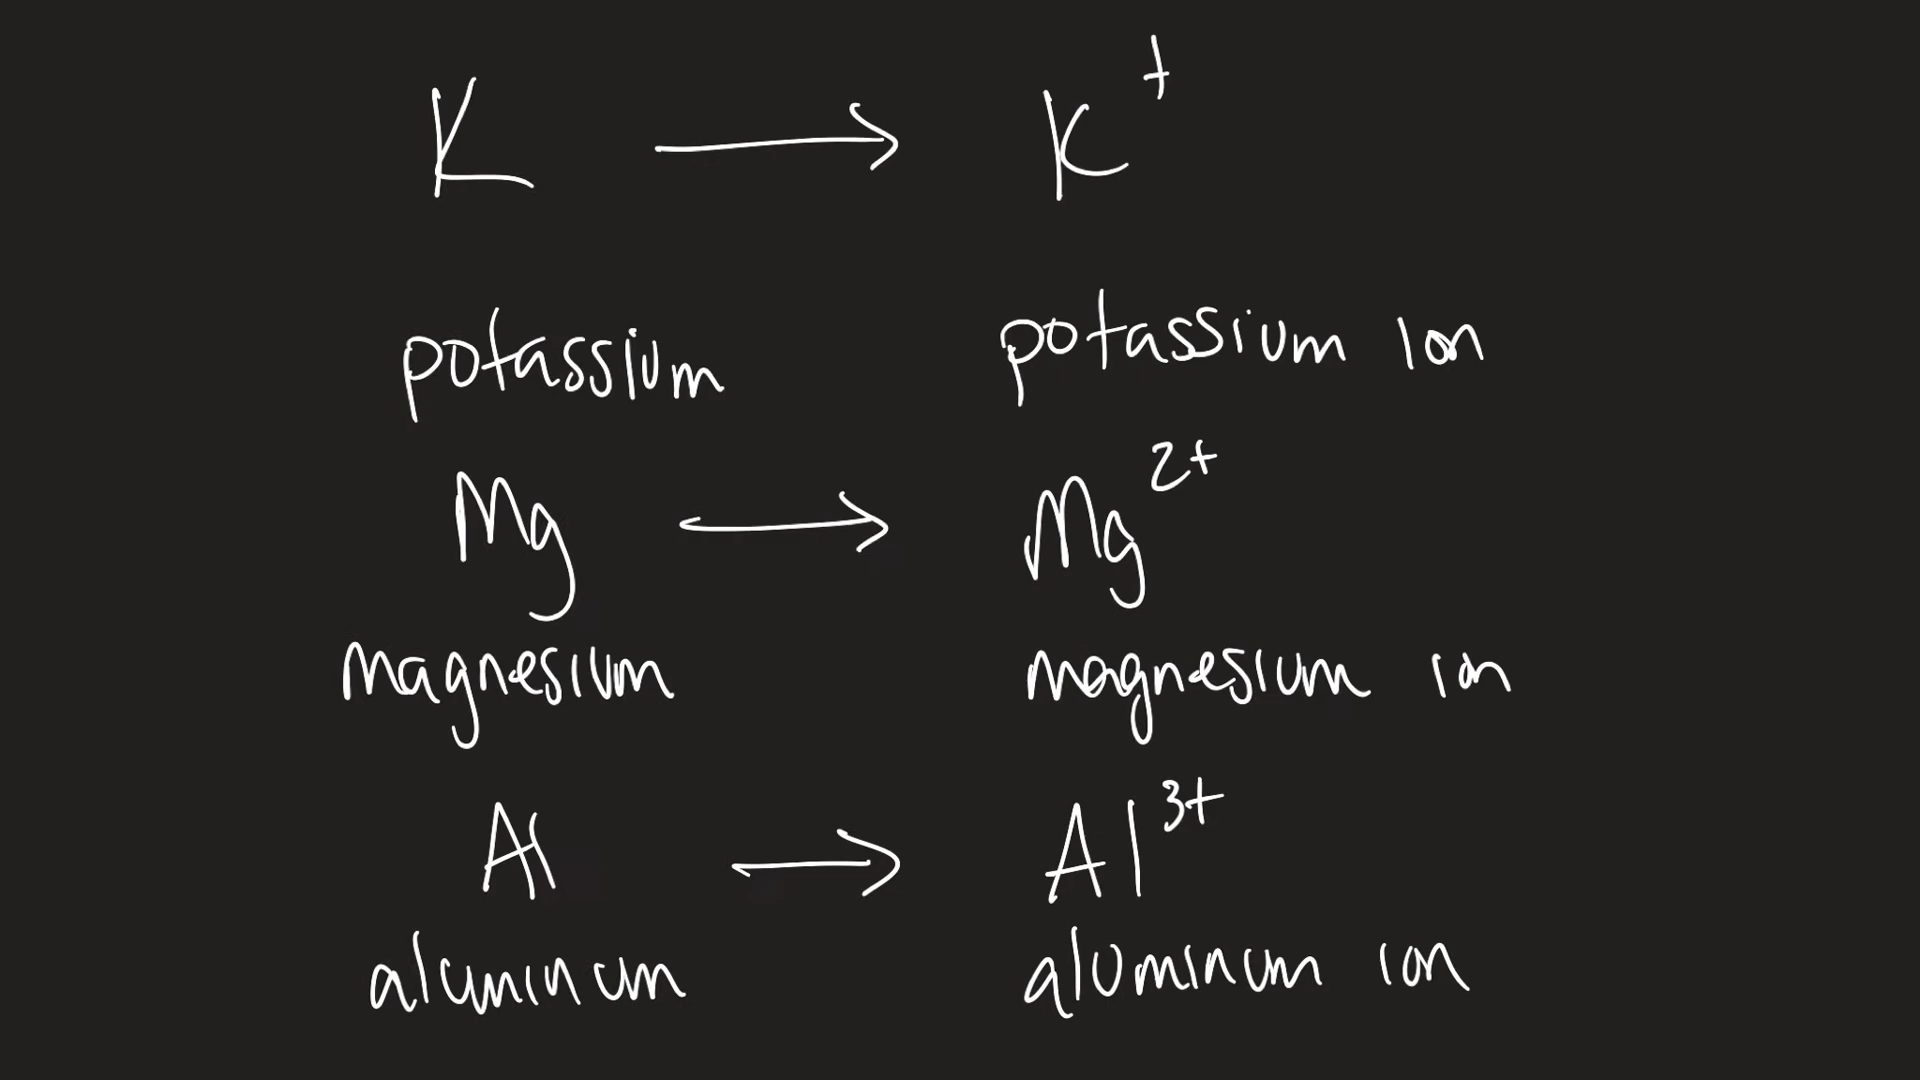 K → K⁺
potassium potassium ion
Mg → Mg²⁺
magnesium magnesium ion
Al → Al³⁺
aluminum aluminum ion